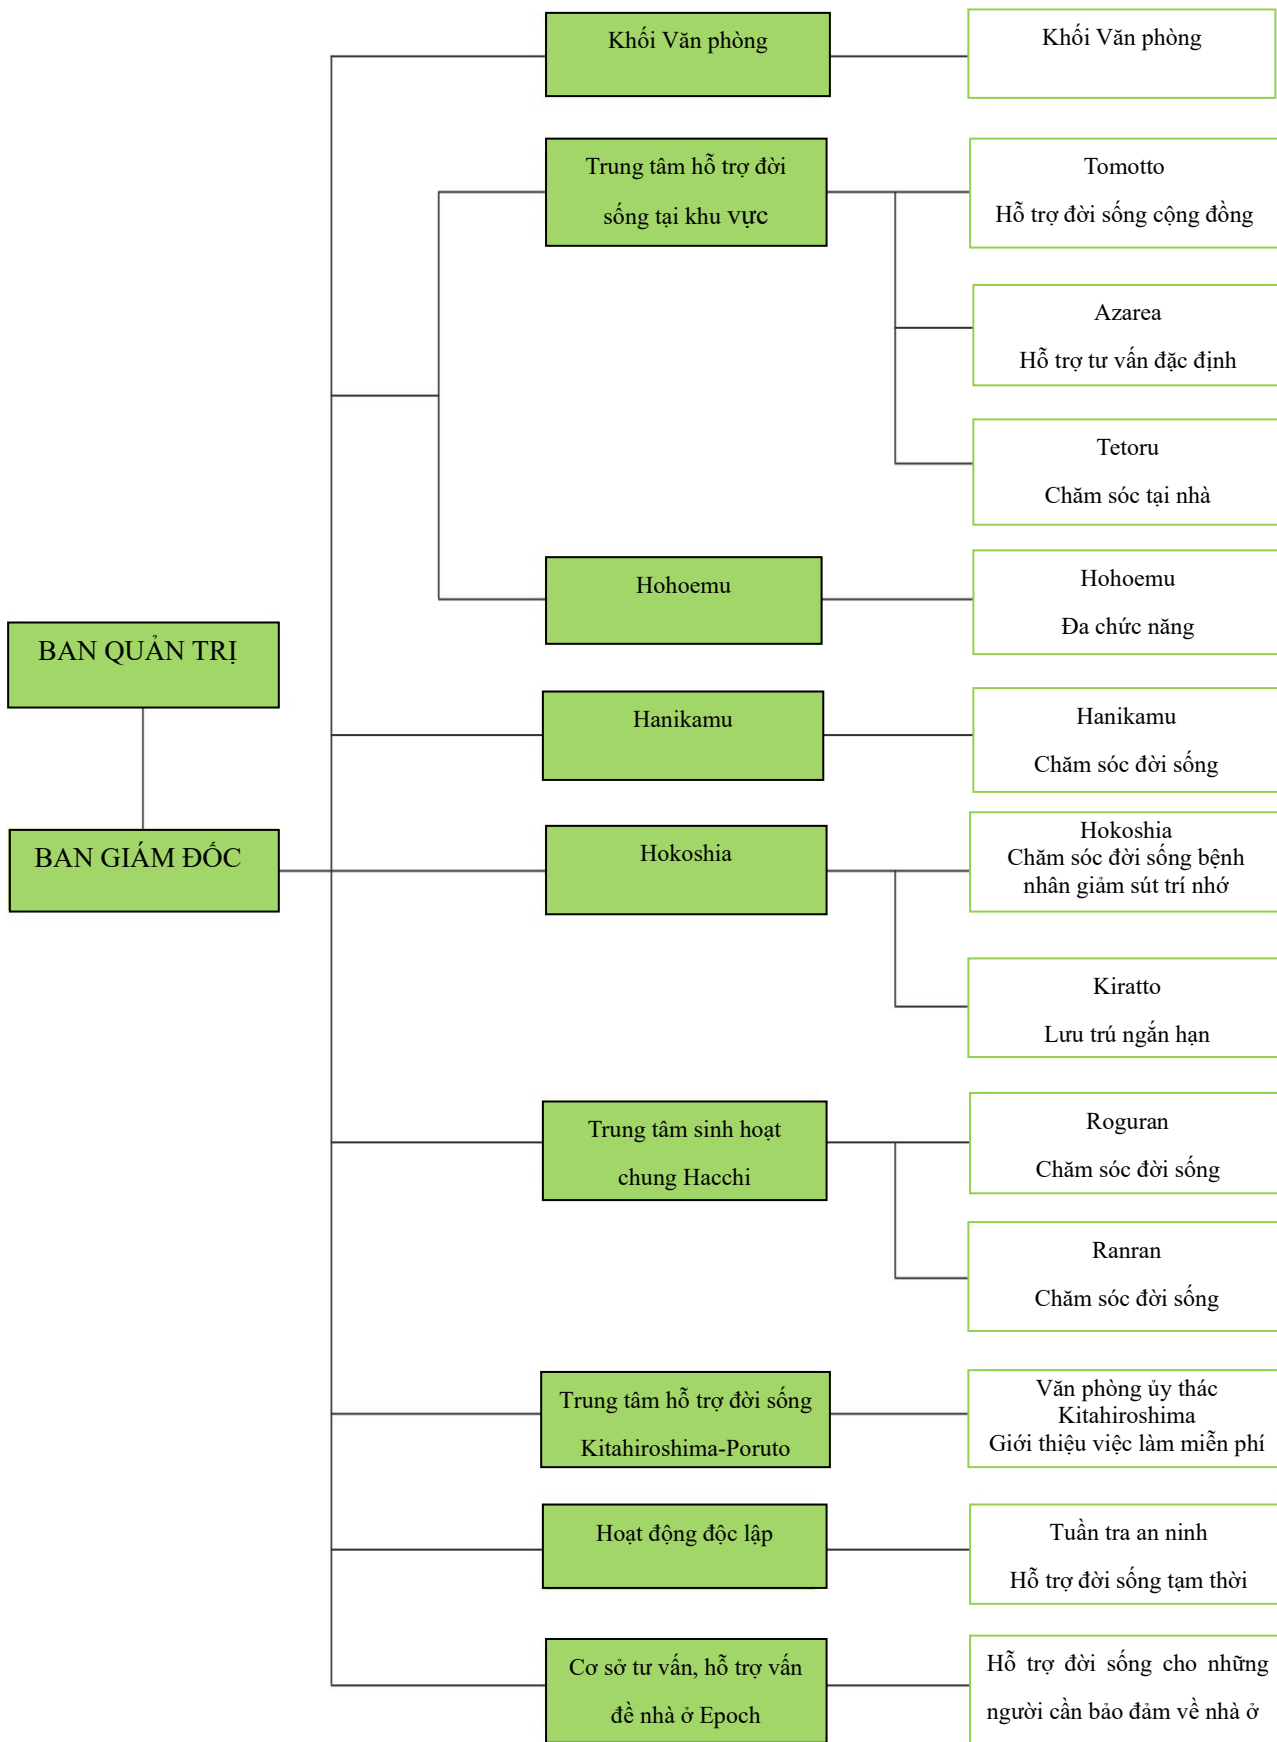 Khối Văn phòng
Khối Văn phòng
Trung tâm hỗ trợ đời
sống tại khu vực
Tomotto
Hỗ trợ đời sống cộng đồng
Azarea
Hỗ trợ tư vấn đặc định
Tetoru
Chăm sóc tại nhà
Hohoemu
Hohoemu
Đa chức năng
BAN QUẢN TRỊ
Hanikamu
Hanikamu
Chăm sóc đời sống
BAN GIÁM ĐỐC
Hokoshia
Hokoshia
Chăm sóc đời sống bệnh
nhân giảm sút trí nhớ
Kiratto
Lưu trú ngắn hạn
Trung tâm sinh hoạt
chung Hacchi
Roguran
Chăm sóc đời sống
Ranran
Chăm sóc đời sống
Trung tâm hỗ trợ đời sống
Kitahiroshima-Poruto
Văn phòng ủy thác
Kitahiroshima
Giới thiệu việc làm miễn phí
Hoạt động độc lập
Tuần tra an ninh
Hỗ trợ đời sống tạm thời
Cơ sở tư vấn, hỗ trợ vấn
đề nhà ở Epoch
Hỗ trợ đời sống cho những
người cần bảo đảm về nhà ở